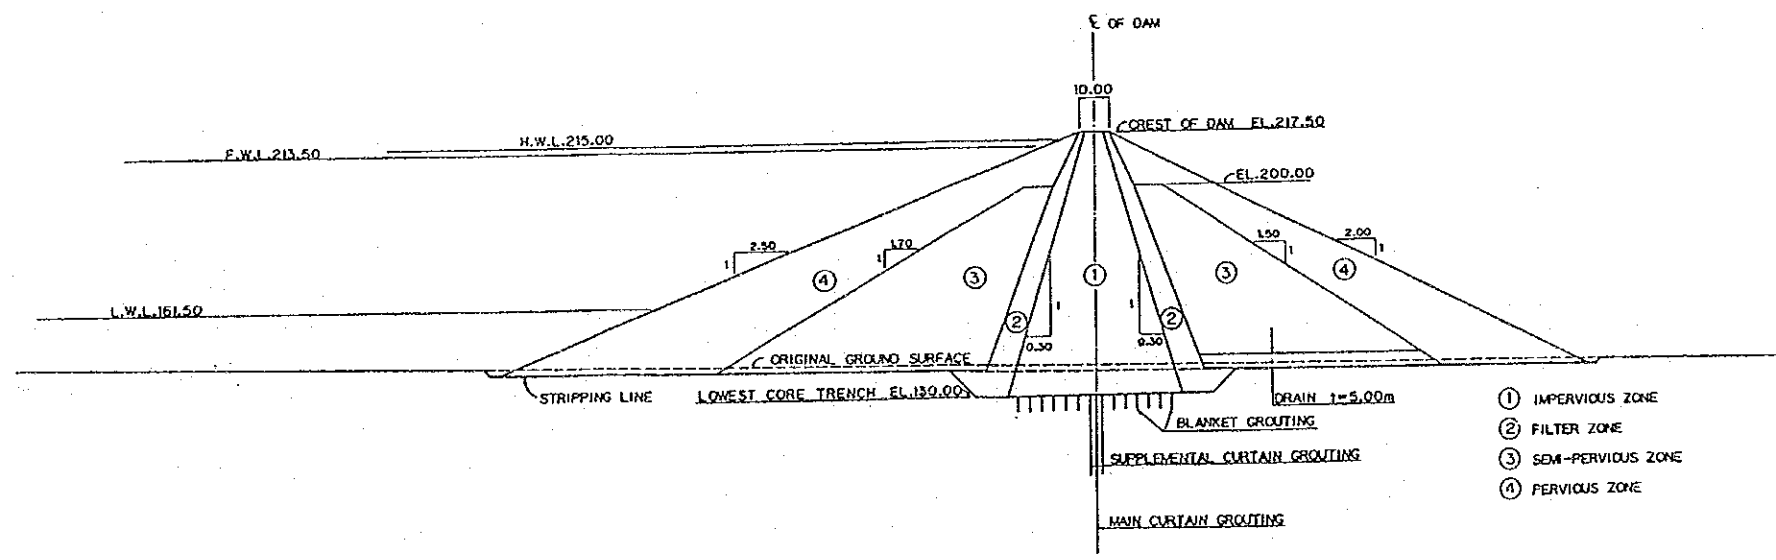 ℄ OF DAM
10.00
CREST OF DAM EL.217.50
H.W.L.215.00
F.W.L.213.50
EL.200.00
2.50
1
1.70
1
1.50
1
2.00
1
④
③
①
③
④
1
1
②
②
0.30
0.30
L.W.L.161.50
ORIGINAL GROUND SURFACE
STRIPPING LINE
LOWEST CORE TRENCH EL.130.00
DRAIN t=5.00m
BLANKET GROUTING
SUPPLEMENTAL CURTAIN GROUTING
MAIN CURTAIN GROUTING
① IMPERVIOUS ZONE
② FILTER ZONE
③ SEMI-PERVIOUS ZONE
④ PERVIOUS ZONE